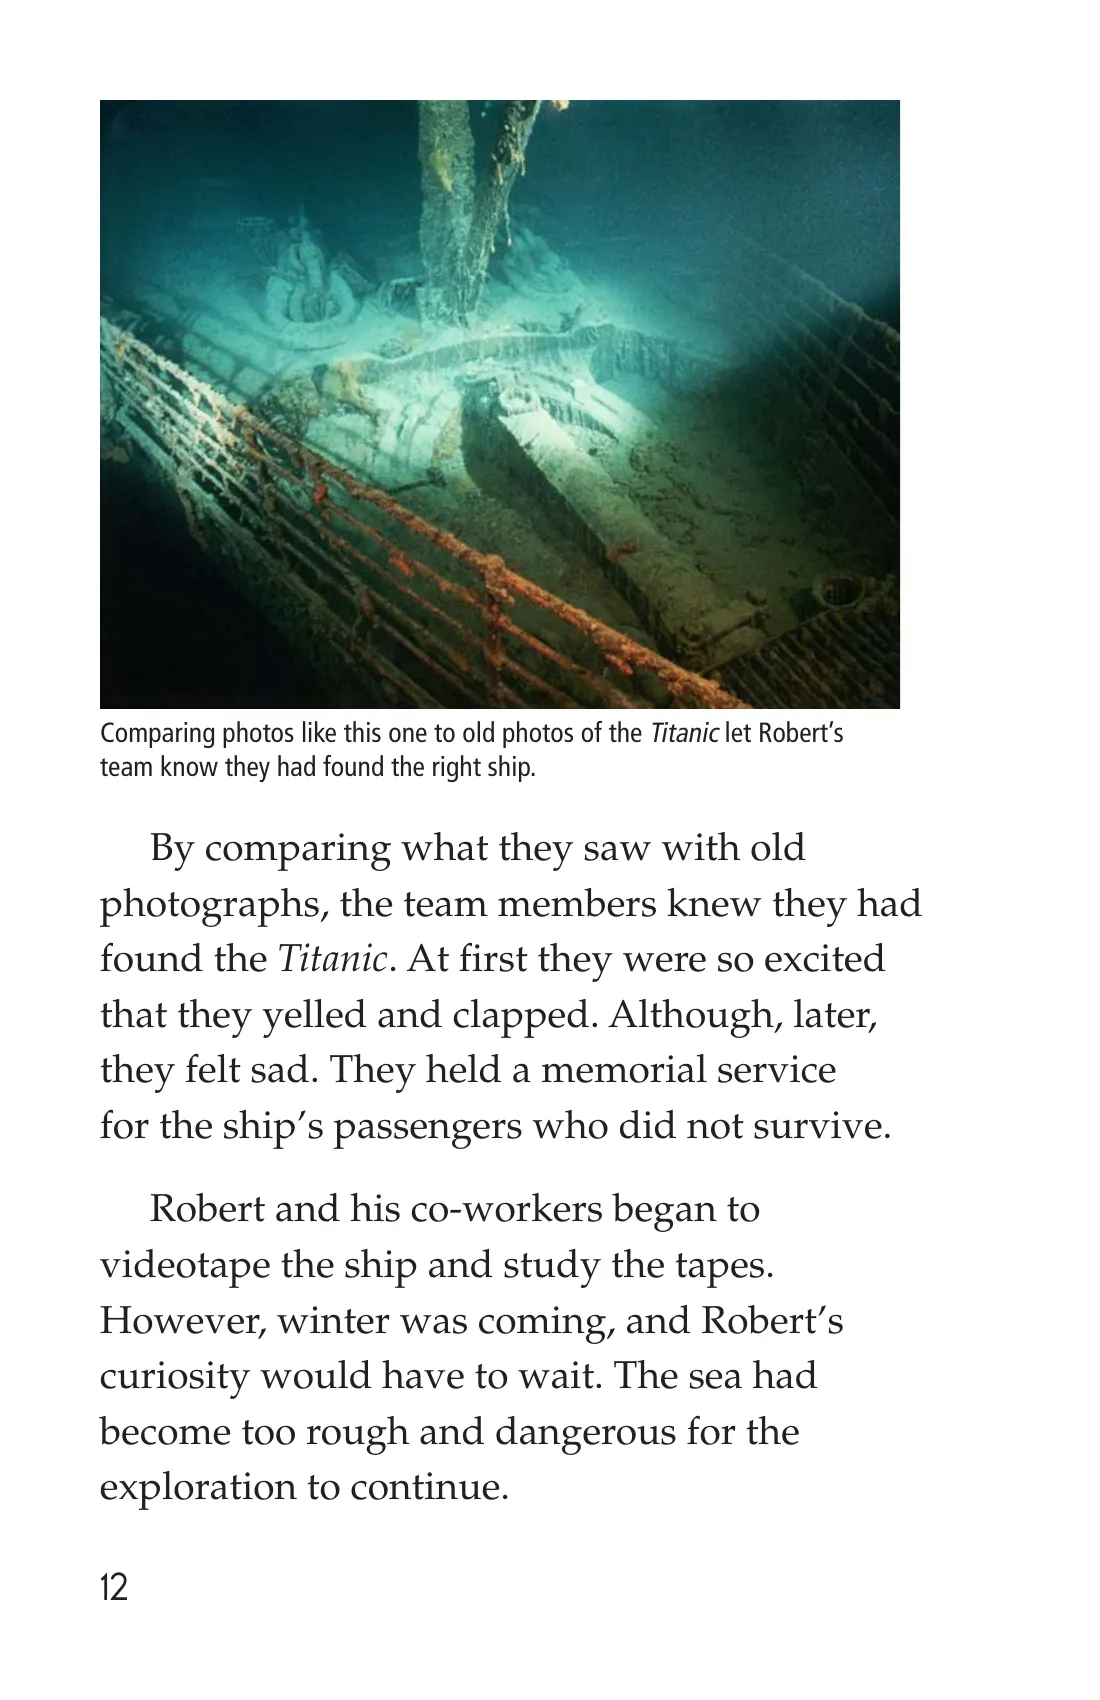 Comparing photos like this one to old photos of the Titanic let Robert’s
team know they had found the right ship.
By comparing what they saw with old
photographs, the team members knew they had
found the Titanic. At first they were so excited
that they yelled and clapped. Although, later,
they felt sad. They held a memorial service
for the ship’s passengers who did not survive.
Robert and his co-workers began to
videotape the ship and study the tapes.
However, winter was coming, and Robert’s
curiosity would have to wait. The sea had
become too rough and dangerous for the
exploration to continue.
12